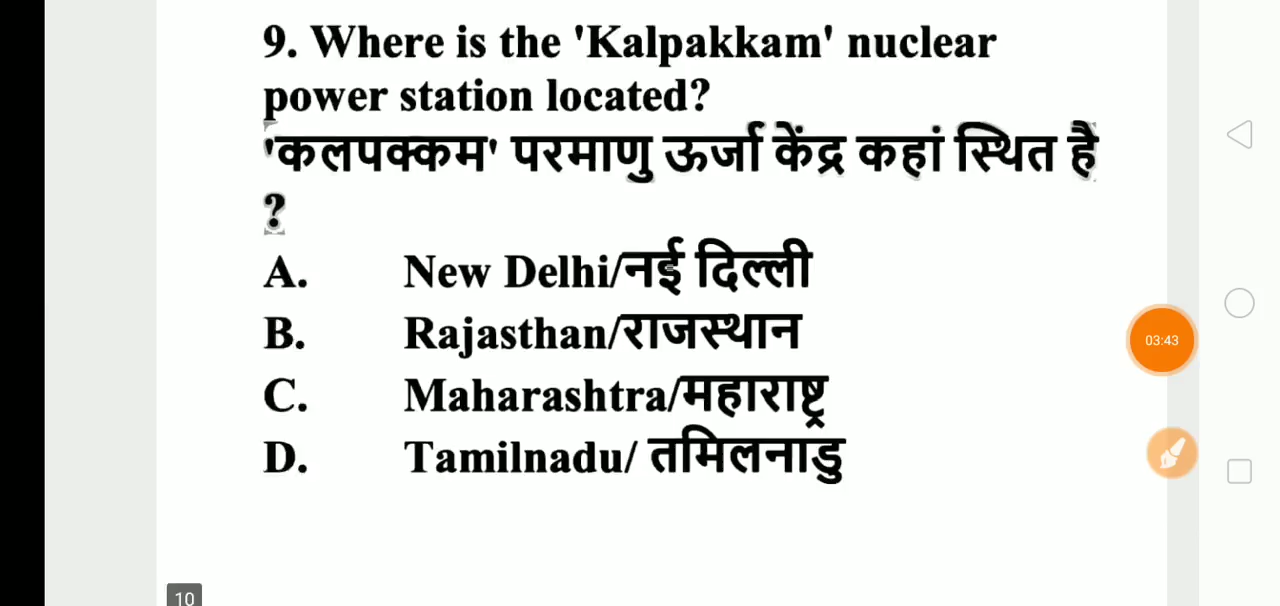 9. Where is the 'Kalpakkam' nuclear
power station located?
'कलपक्कम' परमाणु ऊर्जा केंद्र कहां स्थित है
?
A. New Delhi/नई दिल्ली
B. Rajasthan/राजस्थान
03:43
C. Maharashtra/महाराष्ट्र
D. Tamilnadu/ तमिलनाडु
10